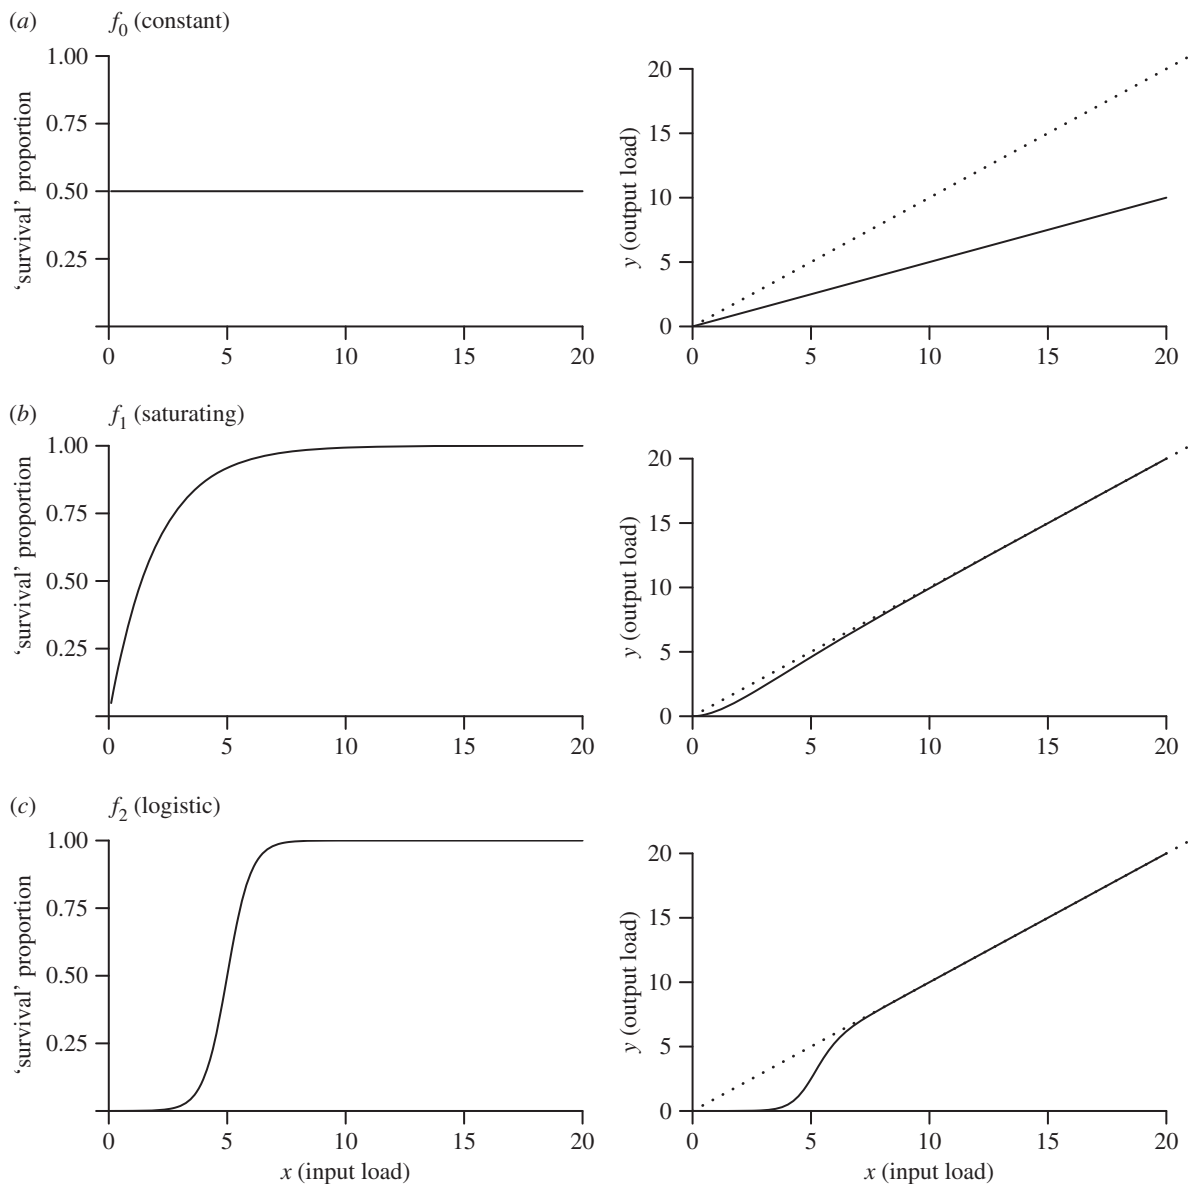 (a) f0 (constant)
‘survival’ proportion
1.00
0.75
0.50
0.25
0 5 10 15 20
y (output load)
20
15
10
5
0
0 5 10 15 20
(b) f1 (saturating)
‘survival’ proportion
1.00
0.75
0.50
0.25
0 5 10 15 20
y (output load)
20
15
10
5
0
0 5 10 15 20
(c) f2 (logistic)
‘survival’ proportion
1.00
0.75
0.50
0.25
0 5 10 15 20
x (input load)
y (output load)
20
15
10
5
0
0 5 10 15 20
x (input load)